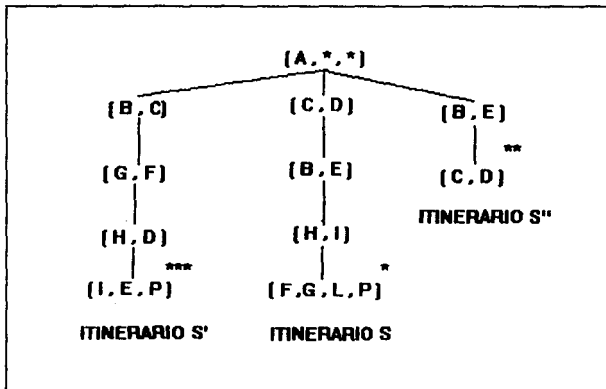 [A,*,*]
[B,C] [C,D] [B,E]
[G,F] [B,E] [C,D]**
ITINERARIO S''
[H,D] [H,I]
[I,E,P]*** [F,G,L,P]*
ITINERARIO S' ITINERARIO S